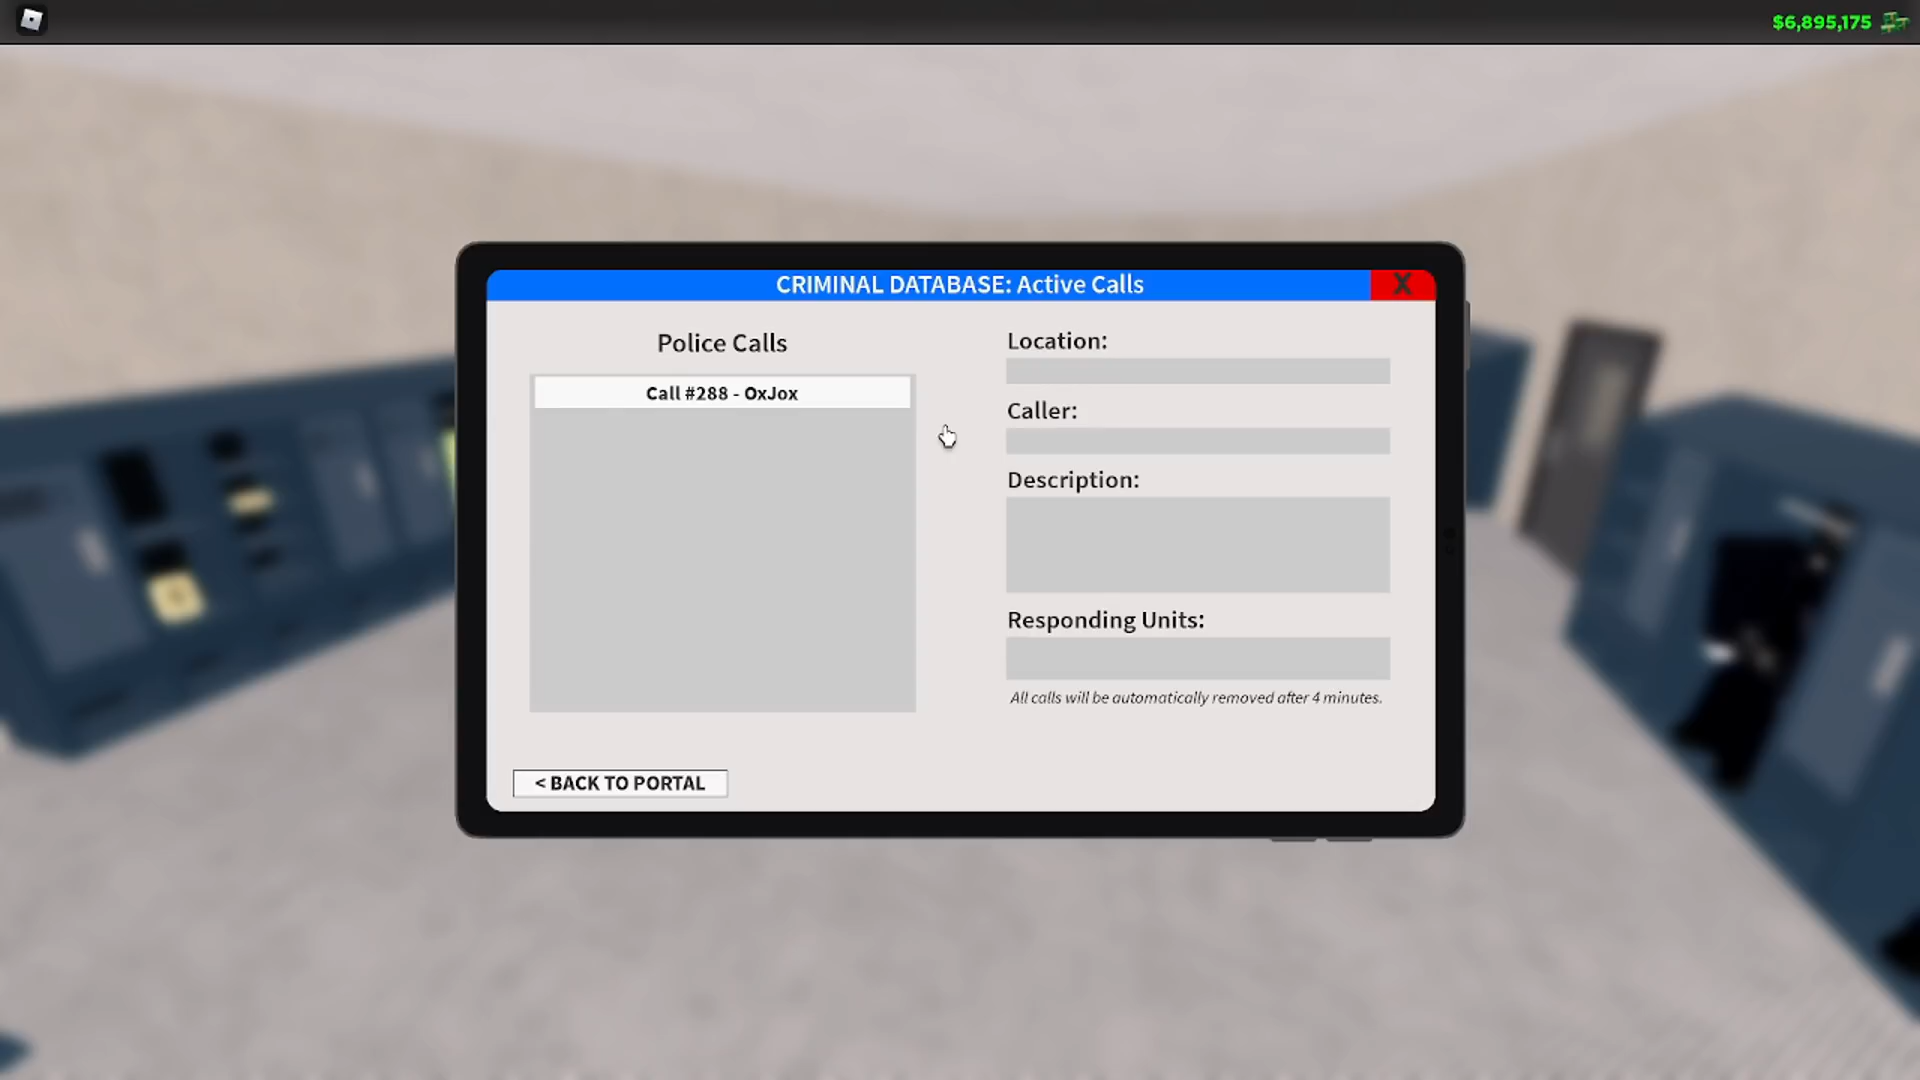 $6,895,175
CRIMINAL DATABASE: Active Calls
X
Police Calls
Call #288 - OxJox
< BACK TO PORTAL
Location:
Caller:
Description:
Responding Units:
All calls will be automatically removed after 4 minutes.